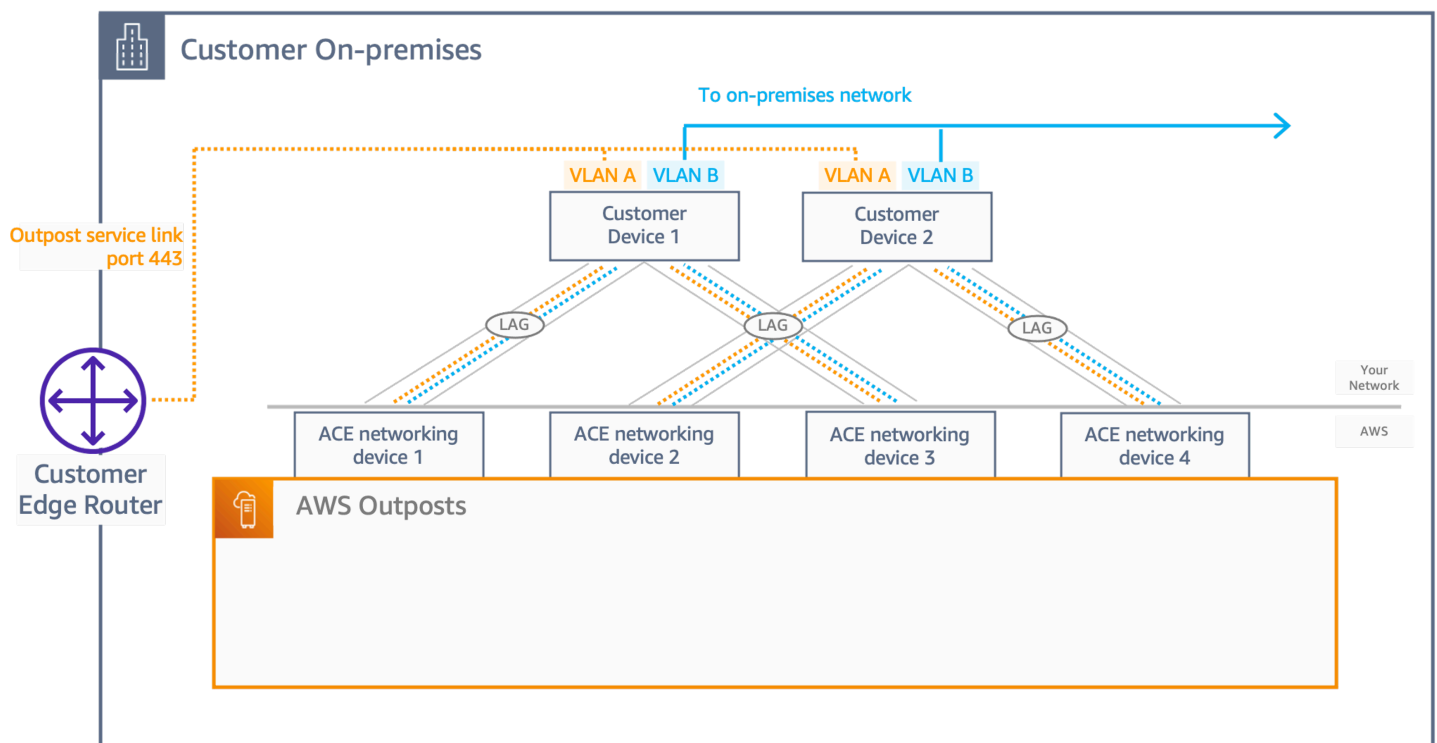 Customer On-premises
To on-premises network
VLAN A VLAN B VLAN A VLAN B
Customer
Device 1
Customer
Device 2
Outpost service link
port 443
LAG LAG LAG
Your
Network
AWS
Customer
Edge Router
ACE networking
device 1
ACE networking
device 2
ACE networking
device 3
ACE networking
device 4
AWS Outposts